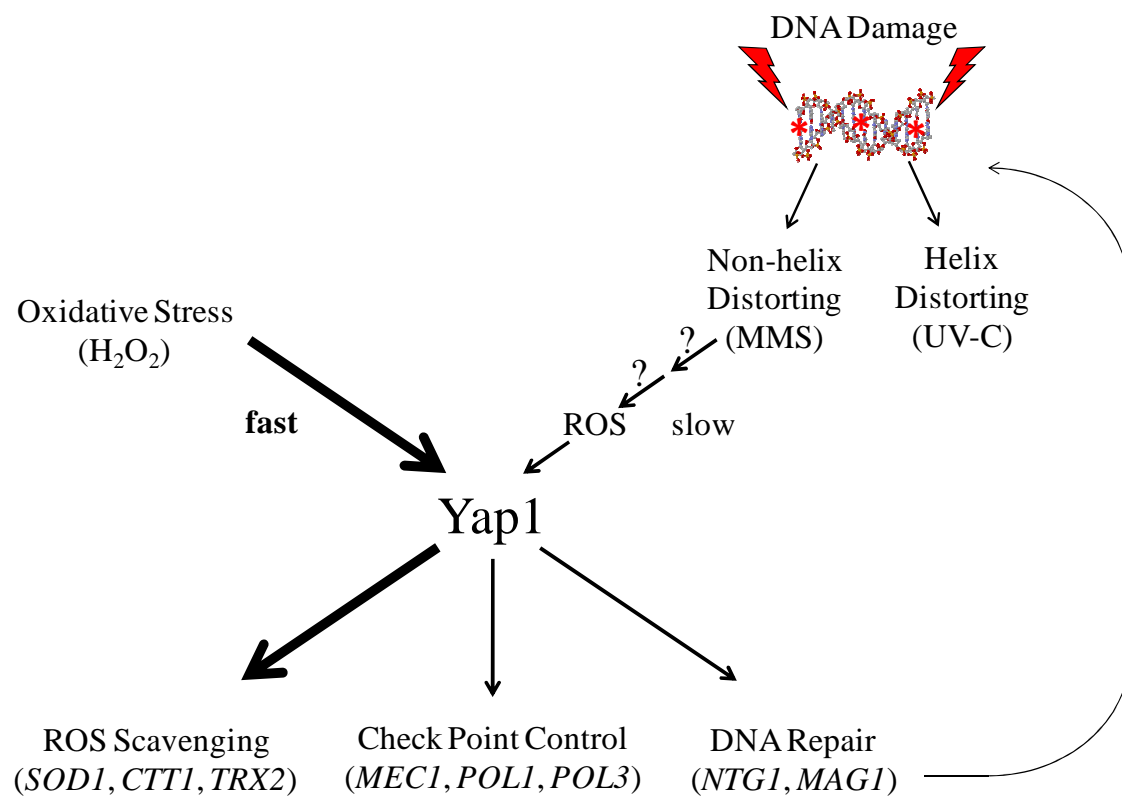 DNA Damage
Non-helix
Distorting
(MMS)
Helix
Distorting
(UV-C)
Oxidative Stress
(H₂O₂)
?
?
fast
ROS
slow
Yap1
ROS Scavenging
(SOD1, CTT1, TRX2)
Check Point Control
(MEC1, POL1, POL3)
DNA Repair
(NTG1, MAG1)